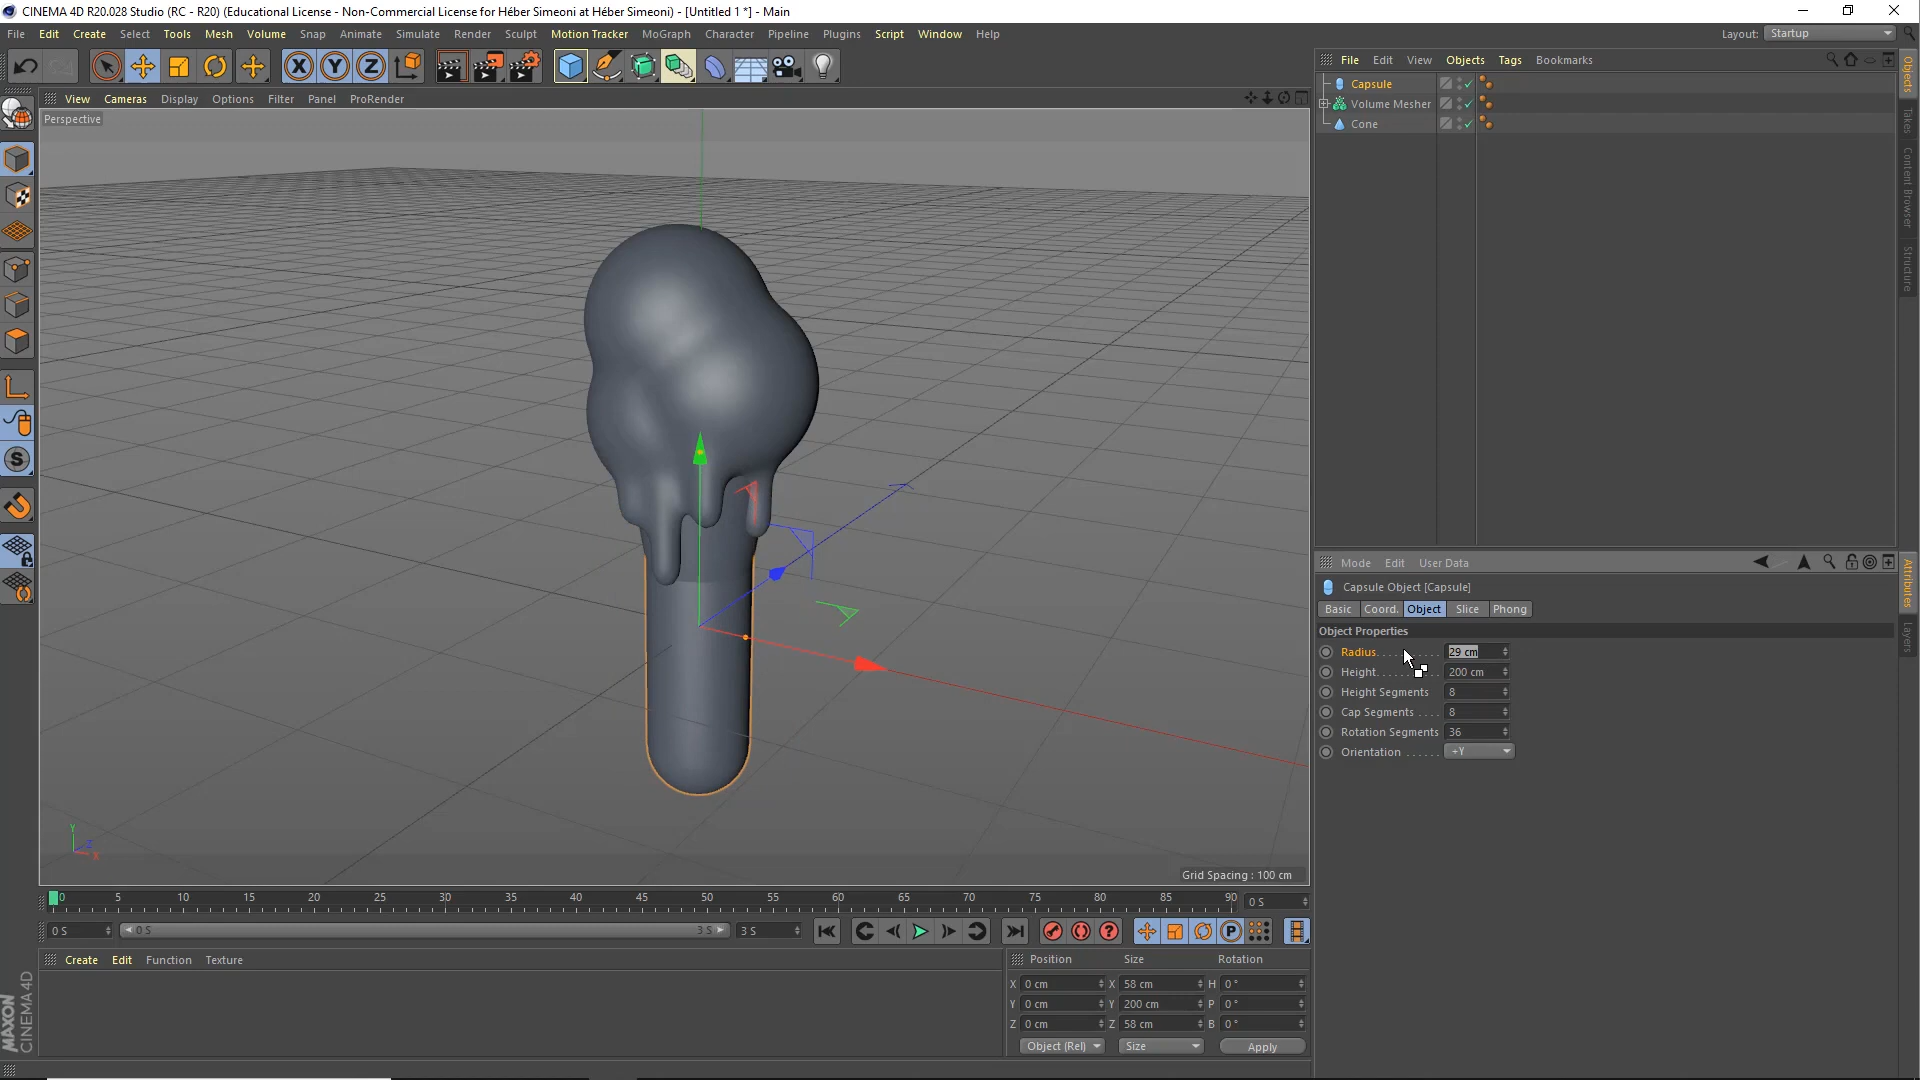 CINEMA 4D R20.028 Studio (RC - R20) (Educational License - Non-Commercial License for Héber Simeoni at Héber Simeoni) - [Untitled 1 *] - Main
File Edit Create Select Tools Mesh Volume Snap Animate Simulate Render Sculpt Motion Tracker MoGraph Character Pipeline Plugins Script Window Help
Layout: Startup
X Y Z
File Edit View Objects Tags Bookmarks
View Cameras Display Options Filter Panel ProRender
Perspective
Capsule
Volume Mesher
Cone
Objects
Takes
Content Browser
Structure
Mode Edit User Data
Capsule Object [Capsule]
Basic Coord. Object Slice Phong
Object Properties
Radius 29 cm
Height 200 cm
Height Segments 8
Cap Segments 8
Rotation Segments 36
Orientation +Y
Attributes
Layers
S
Y
Z
X
Grid Spacing : 100 cm
0 5 10 15 20 25 30 35 40 45 50 55 60 65 70 75 80 85 90 0 S
0 S 0 S 3 S 3 S
P
Create Edit Function Texture
Position Size Rotation
X 0 cm X 58 cm H 0 °
Y 0 cm Y 200 cm P 0 °
Z 0 cm Z 58 cm B 0 °
Object (Rel) Size Apply
MAXON
CINEMA 4D